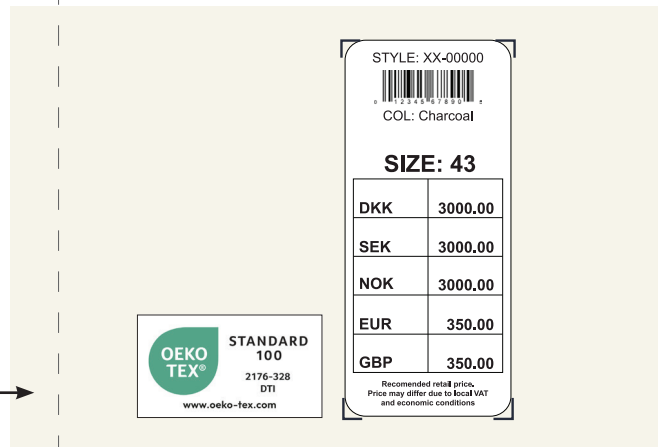 STYLE: XX-00000
0 12345 67890 5
COL: Charcoal
SIZE: 43
DKK 3000.00
SEK 3000.00
NOK 3000.00
EUR 350.00
GBP 350.00
Recomended retail price.
Price may differ due to local VAT
and economic conditions
OEKO
TEX®
STANDARD
100
2176-328
DTI
www.oeko-tex.com